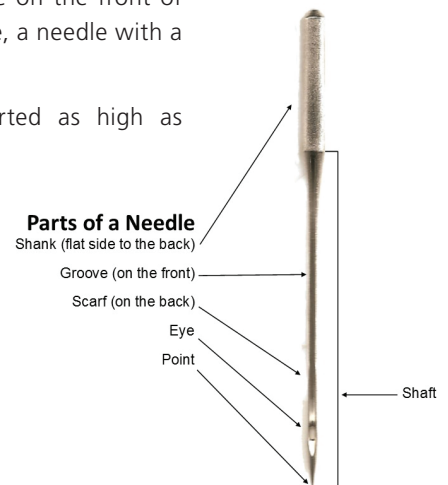 on the front of
, a needle with a
rted as high as
Parts of a Needle
Shank (flat side to the back)
Groove (on the front)
Scarf (on the back)
Eye
Point
Shaft